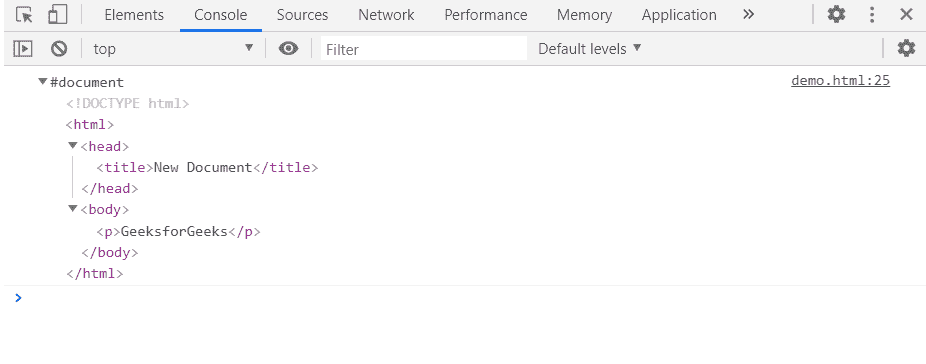 Elements Console Sources Network Performance Memory Application »
top Filter Default levels
#document demo.html:25
<!DOCTYPE html>
<html>
<head>
<title>New Document</title>
</head>
<body>
<p>GeeksforGeeks</p>
</body>
</html>
>